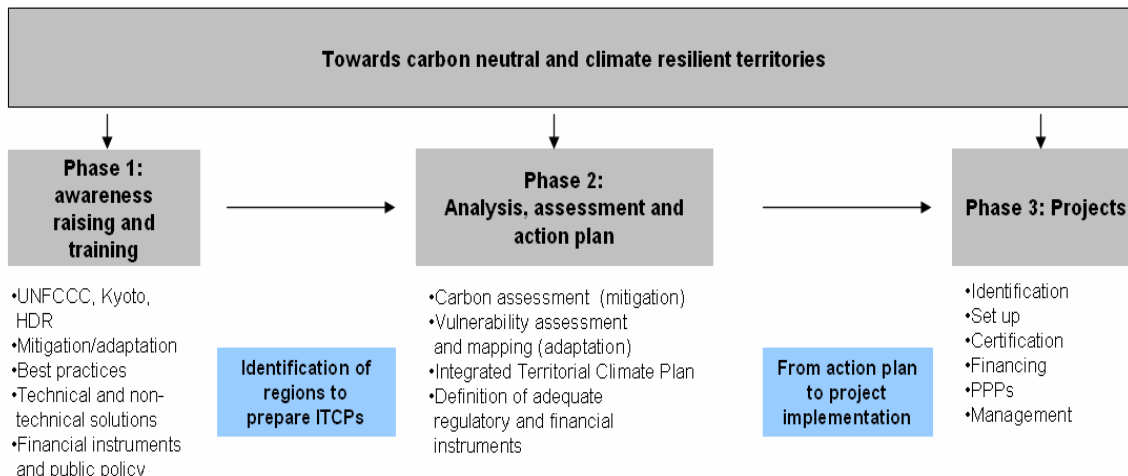 Towards carbon neutral and climate resilient territories
Phase 1:
awareness
raising and
training
Phase 2:
Analysis, assessment and
action plan
Phase 3: Projects
•UNFCCC, Kyoto,
HDR
•Mitigation/adaptation
•Best practices
•Technical and non-
technical solutions
•Financial instruments
and public policy
Identification of
regions to
prepare ITCPs
•Carbon assessment (mitigation)
•Vulnerability assessment
and mapping (adaptation)
•Integrated Territorial Climate Plan
•Definition of adequate
regulatory and financial
instruments
From action plan
to project
implementation
•Identification
•Set up
•Certification
•Financing
•PPPs
•Management